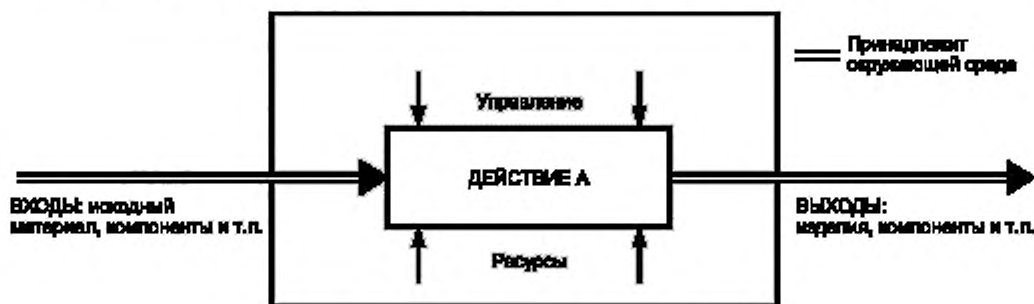 Принадлежит
окружающей среде
Управление
ДЕЙСТВИЕ А
ВХОДЫ: исходный
материал, компоненты и т.п.
ВЫХОДЫ:
изделия, компоненты и т.п.
Ресурсы